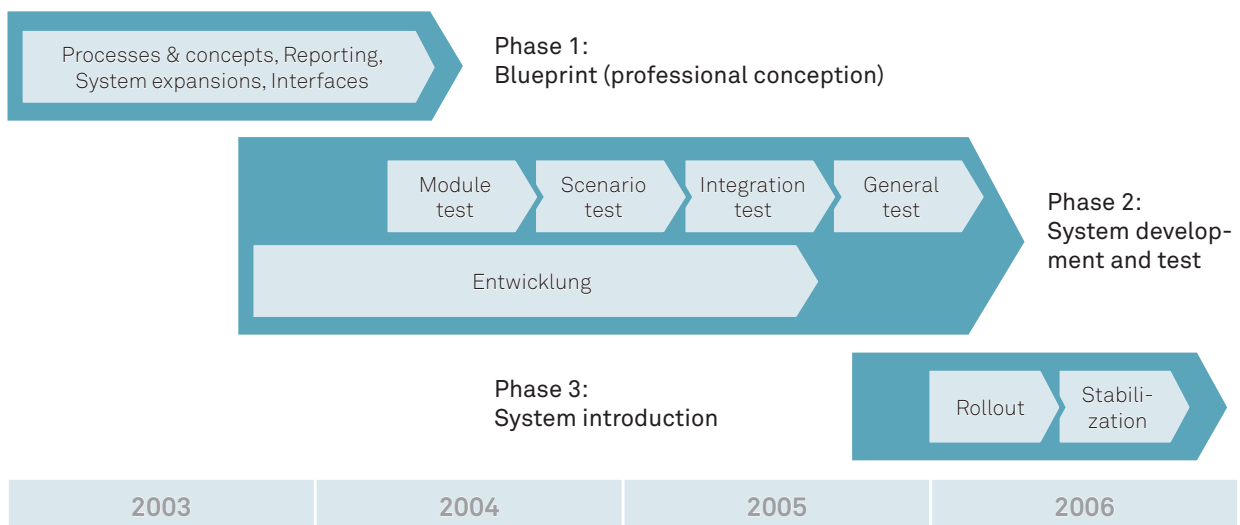 Processes & concepts, Reporting,
System expansions, Interfaces
Phase 1:
Blueprint (professional conception)
Module
test
Scenario
test
Integration
test
General
test
Entwicklung
Phase 2:
System develop-
ment and test
Phase 3:
System introduction
Rollout
Stabili-
zation
2003
2004
2005
2006